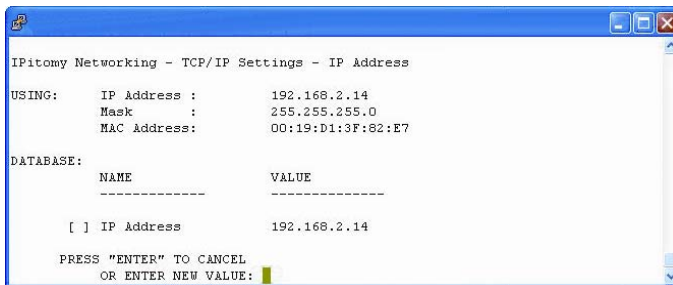 IPitomy Networking - TCP/IP Settings - IP Address
USING: IP Address : 192.168.2.14
Mask : 255.255.255.0
MAC Address: 00:19:D1:3F:82:E7
DATABASE:
NAME VALUE
------------- --------------
[ ] IP Address 192.168.2.14
PRESS "ENTER" TO CANCEL
OR ENTER NEW VALUE: